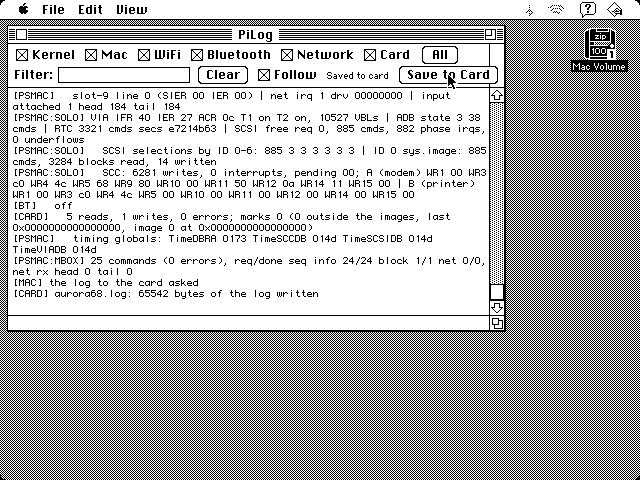 File Edit View
PiLog
Kernel Mac WiFi Bluetooth Network Card All
Filter: Clear Follow Saved to card Save to Card
[PSMAC] slot-9 line 0 (SIER 00 IER 00) | net irq 1 drv 00000000 | input
attached 1 head 184 tail 184
[PSMAC:SOLO] VIA IFR 40 IER 27 ACR 0c T1 on T2 on, 10527 VBLs | ADB state 3 38
cmds | RTC 3321 cmds secs e7214b63 | SCSI free req 0, 885 cmds, 882 phase irqs,
0 underflows
[PSMAC:SOLO] SCSI selections by ID 0-6: 885 3 3 3 3 3 3 | ID 0 sys.image: 885
cmds, 3284 blocks read, 14 written
[PSMAC:SOLO] SCC: 6281 writes, 0 interrupts, pending 00; A (modem) WR1 00 WR3
c0 WR4 4c WR5 68 WR9 80 WR10 00 WR11 50 WR12 0a WR14 11 WR15 00 | B (printer)
WR1 00 WR3 c0 WR4 4c WR5 00 WR10 00 WR11 00 WR12 00 WR14 00 WR15 00
[BT] off
[CARD] 5 reads, 1 writes, 0 errors; marks 0 (0 outside the images, last
0x0000000000000000, image 0 at 0x0000000000000000)
[PSMAC] timing globals: TimeDBRA 0173 TimeSCCDB 014d TimeSCSIDB 014d
TimeVIADB 014d
[PSMAC:MBOX] 25 commands (0 errors), req/done seq info 24/24 block 1/1 net 0/0,
net rx head 0 tail 0
[MAC] the log to the card asked
[CARD] aurora68.log: 65542 bytes of the log written
zip
100
Mac Volume